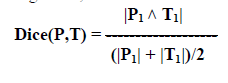 |P₁ ∧ T₁|
Dice(P,T) = -------------------
(|P₁| + |T₁|)/2